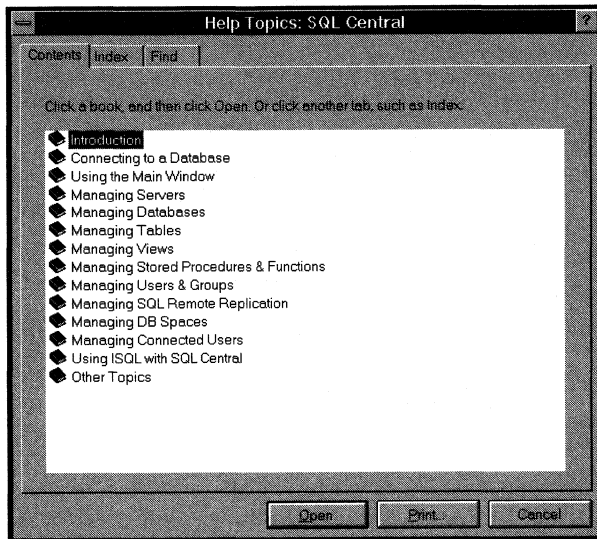 Help Topics: SQL Central
?
Contents Index Find
Click a book, and then click Open. Or click another tab, such as Index.
Introduction
Connecting to a Database
Using the Main Window
Managing Servers
Managing Databases
Managing Tables
Managing Views
Managing Stored Procedures & Functions
Managing Users & Groups
Managing SQL Remote Replication
Managing DB Spaces
Managing Connected Users
Using ISQL with SQL Central
Other Topics
Open Print... Cancel